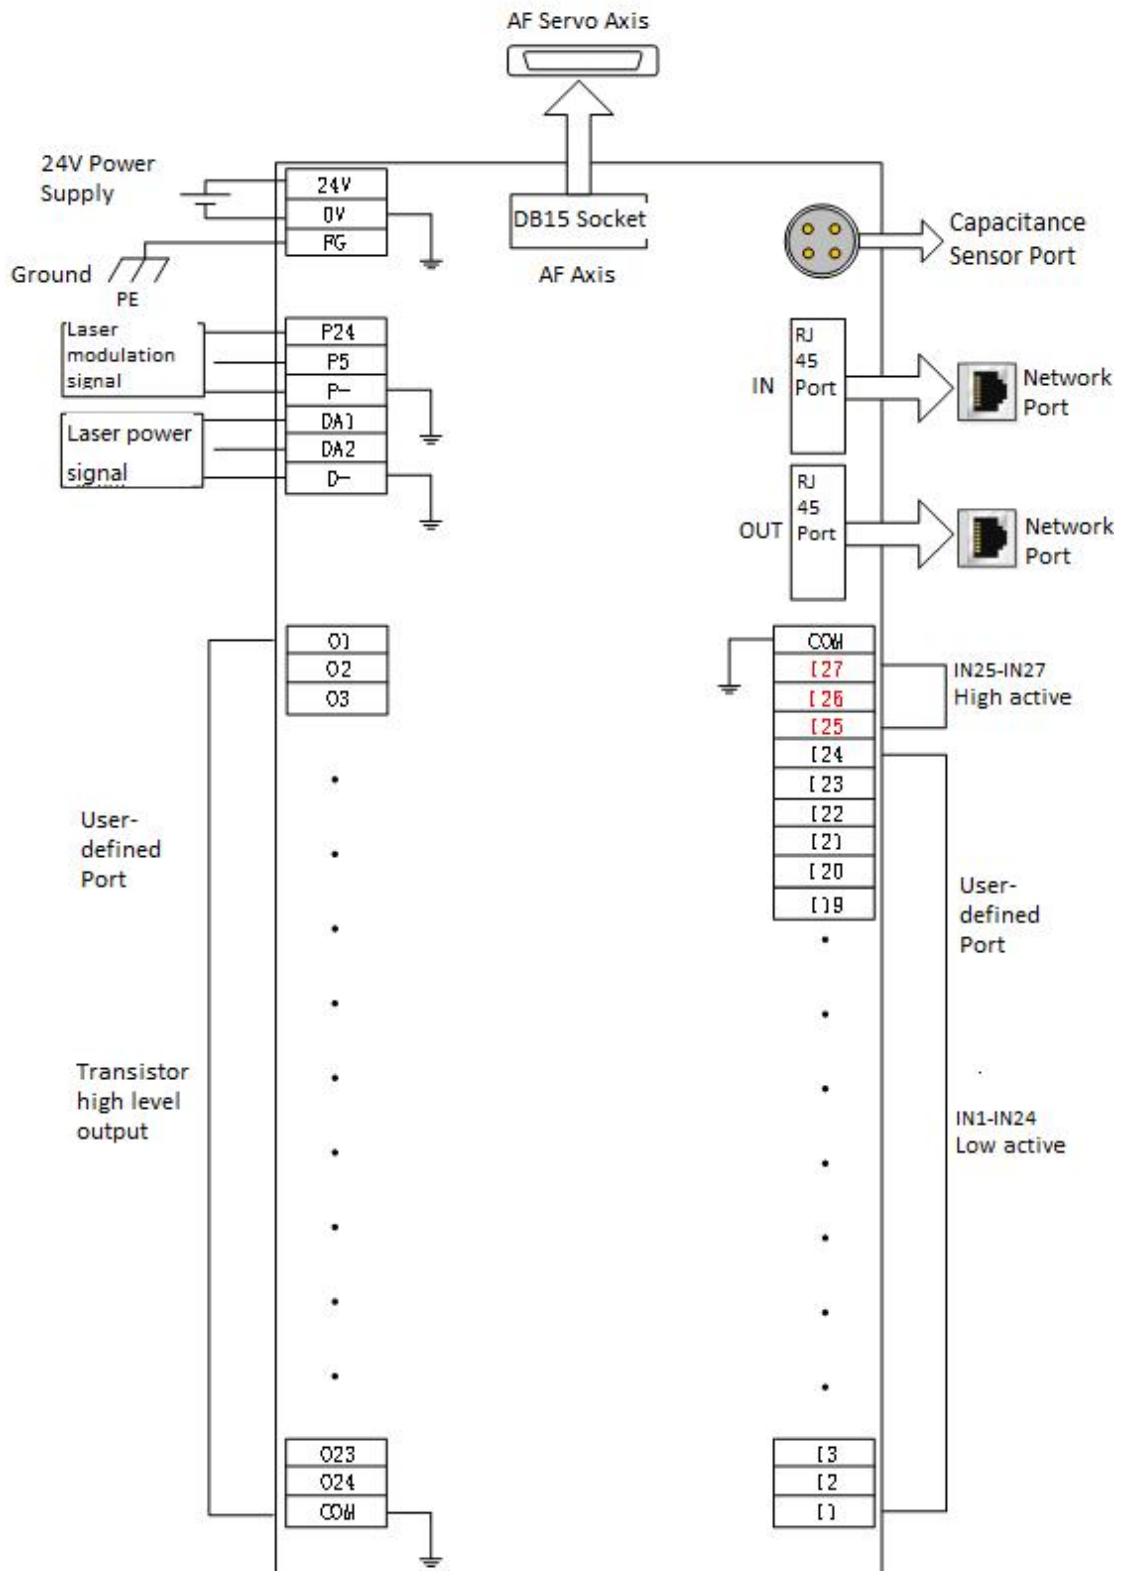 AF Servo Axis
24V Power
Supply
24V
0V
PG
Ground
PE
DB15 Socket
AF Axis
Capacitance
Sensor Port
Laser
modulation
signal
P24
P5
P-
Laser power
signal
DA1
DA2
D-
IN
RJ
45
Port
Network
Port
OUT
RJ
45
Port
Network
Port
O1
O2
O3
User-
defined
Port
Transistor
high level
output
O23
O24
COM
COM
I27
I26
I25
I24
I23
I22
I21
I20
I19
IN25-IN27
High active
User-
defined
Port
IN1-IN24
Low active
I3
I2
I1